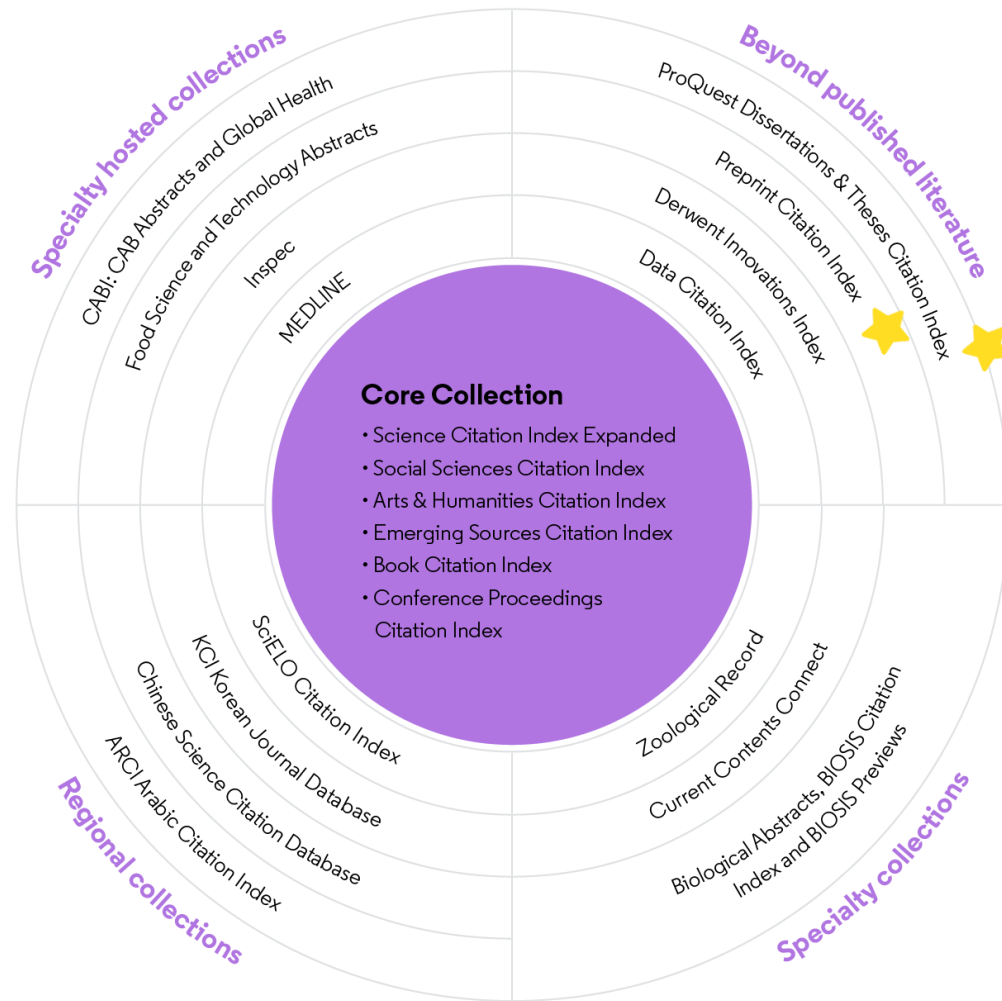 Specialty hosted collections
CABI: CAB Abstracts and Global Health
Food Science and Technology Abstracts
Inspec
MEDLINE
Beyond published literature
ProQuest Dissertations & Theses Citation Index
Preprint Citation Index
Derwent Innovations Index
Data Citation Index
Core Collection
• Science Citation Index Expanded
• Social Sciences Citation Index
• Arts & Humanities Citation Index
• Emerging Sources Citation Index
• Book Citation Index
• Conference Proceedings
Citation Index
SciELO Citation Index
KCI Korean Journal Database
Chinese Science Citation Database
ARCI Arabic Citation Index
Regional collections
Zoological Record
Current Contents Connect
Biological Abstracts, BIOSIS Citation
Index and BIOSIS Previews
Specialty collections